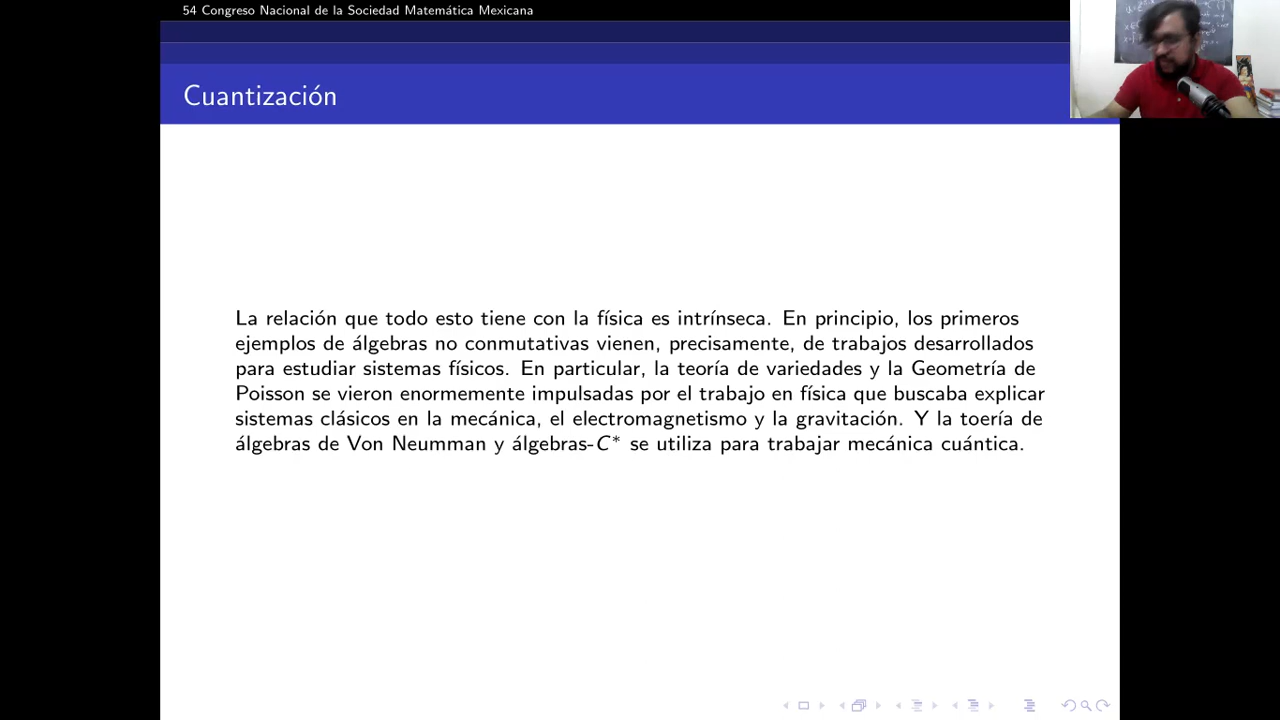 54 Congreso Nacional de la Sociedad Matemática Mexicana
Cuantización
La relación que todo esto tiene con la física es intrínseca. En principio, los primeros
ejemplos de álgebras no conmutativas vienen, precisamente, de trabajos desarrollados
para estudiar sistemas físicos. En particular, la teoría de variedades y la Geometría de
Poisson se vieron enormemente impulsadas por el trabajo en física que buscaba explicar
sistemas clásicos en la mecánica, el electromagnetismo y la gravitación. Y la toería de
álgebras de Von Neumman y álgebras-C* se utiliza para trabajar mecánica cuántica.